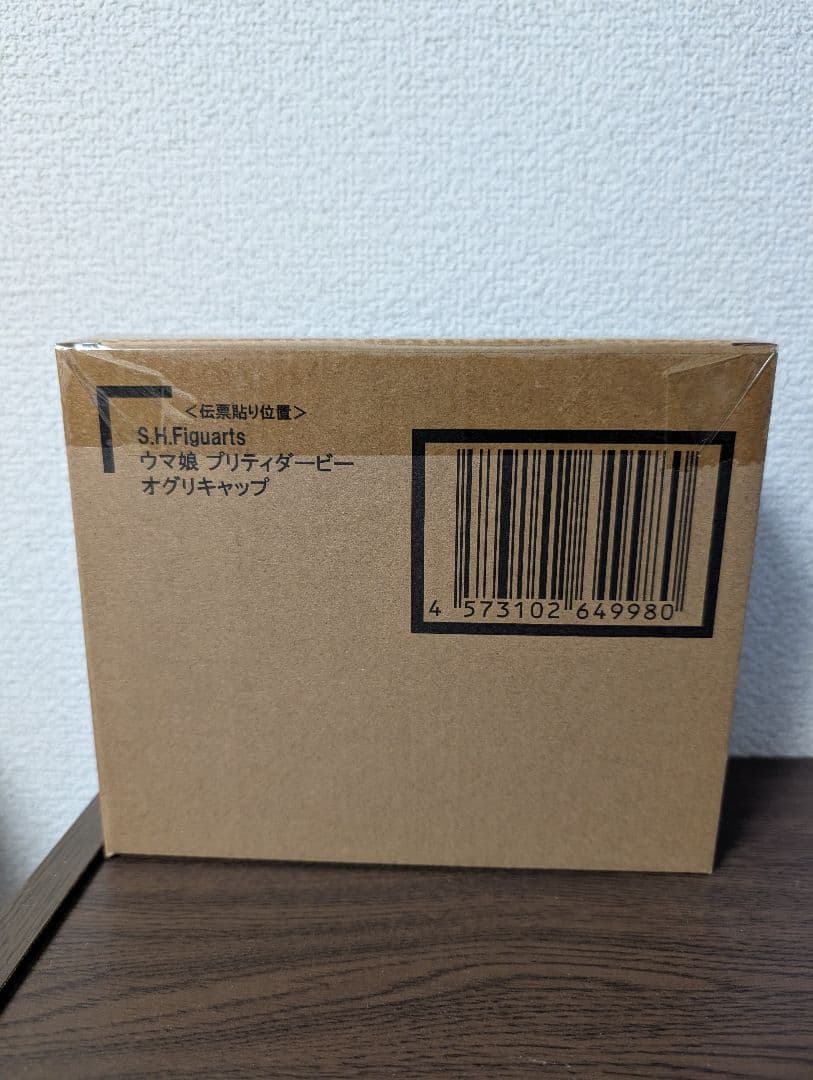 <伝票貼り位置>
S.H.Figuarts
ウマ娘 プリティダービー
オグリキャップ
4 573102 649980